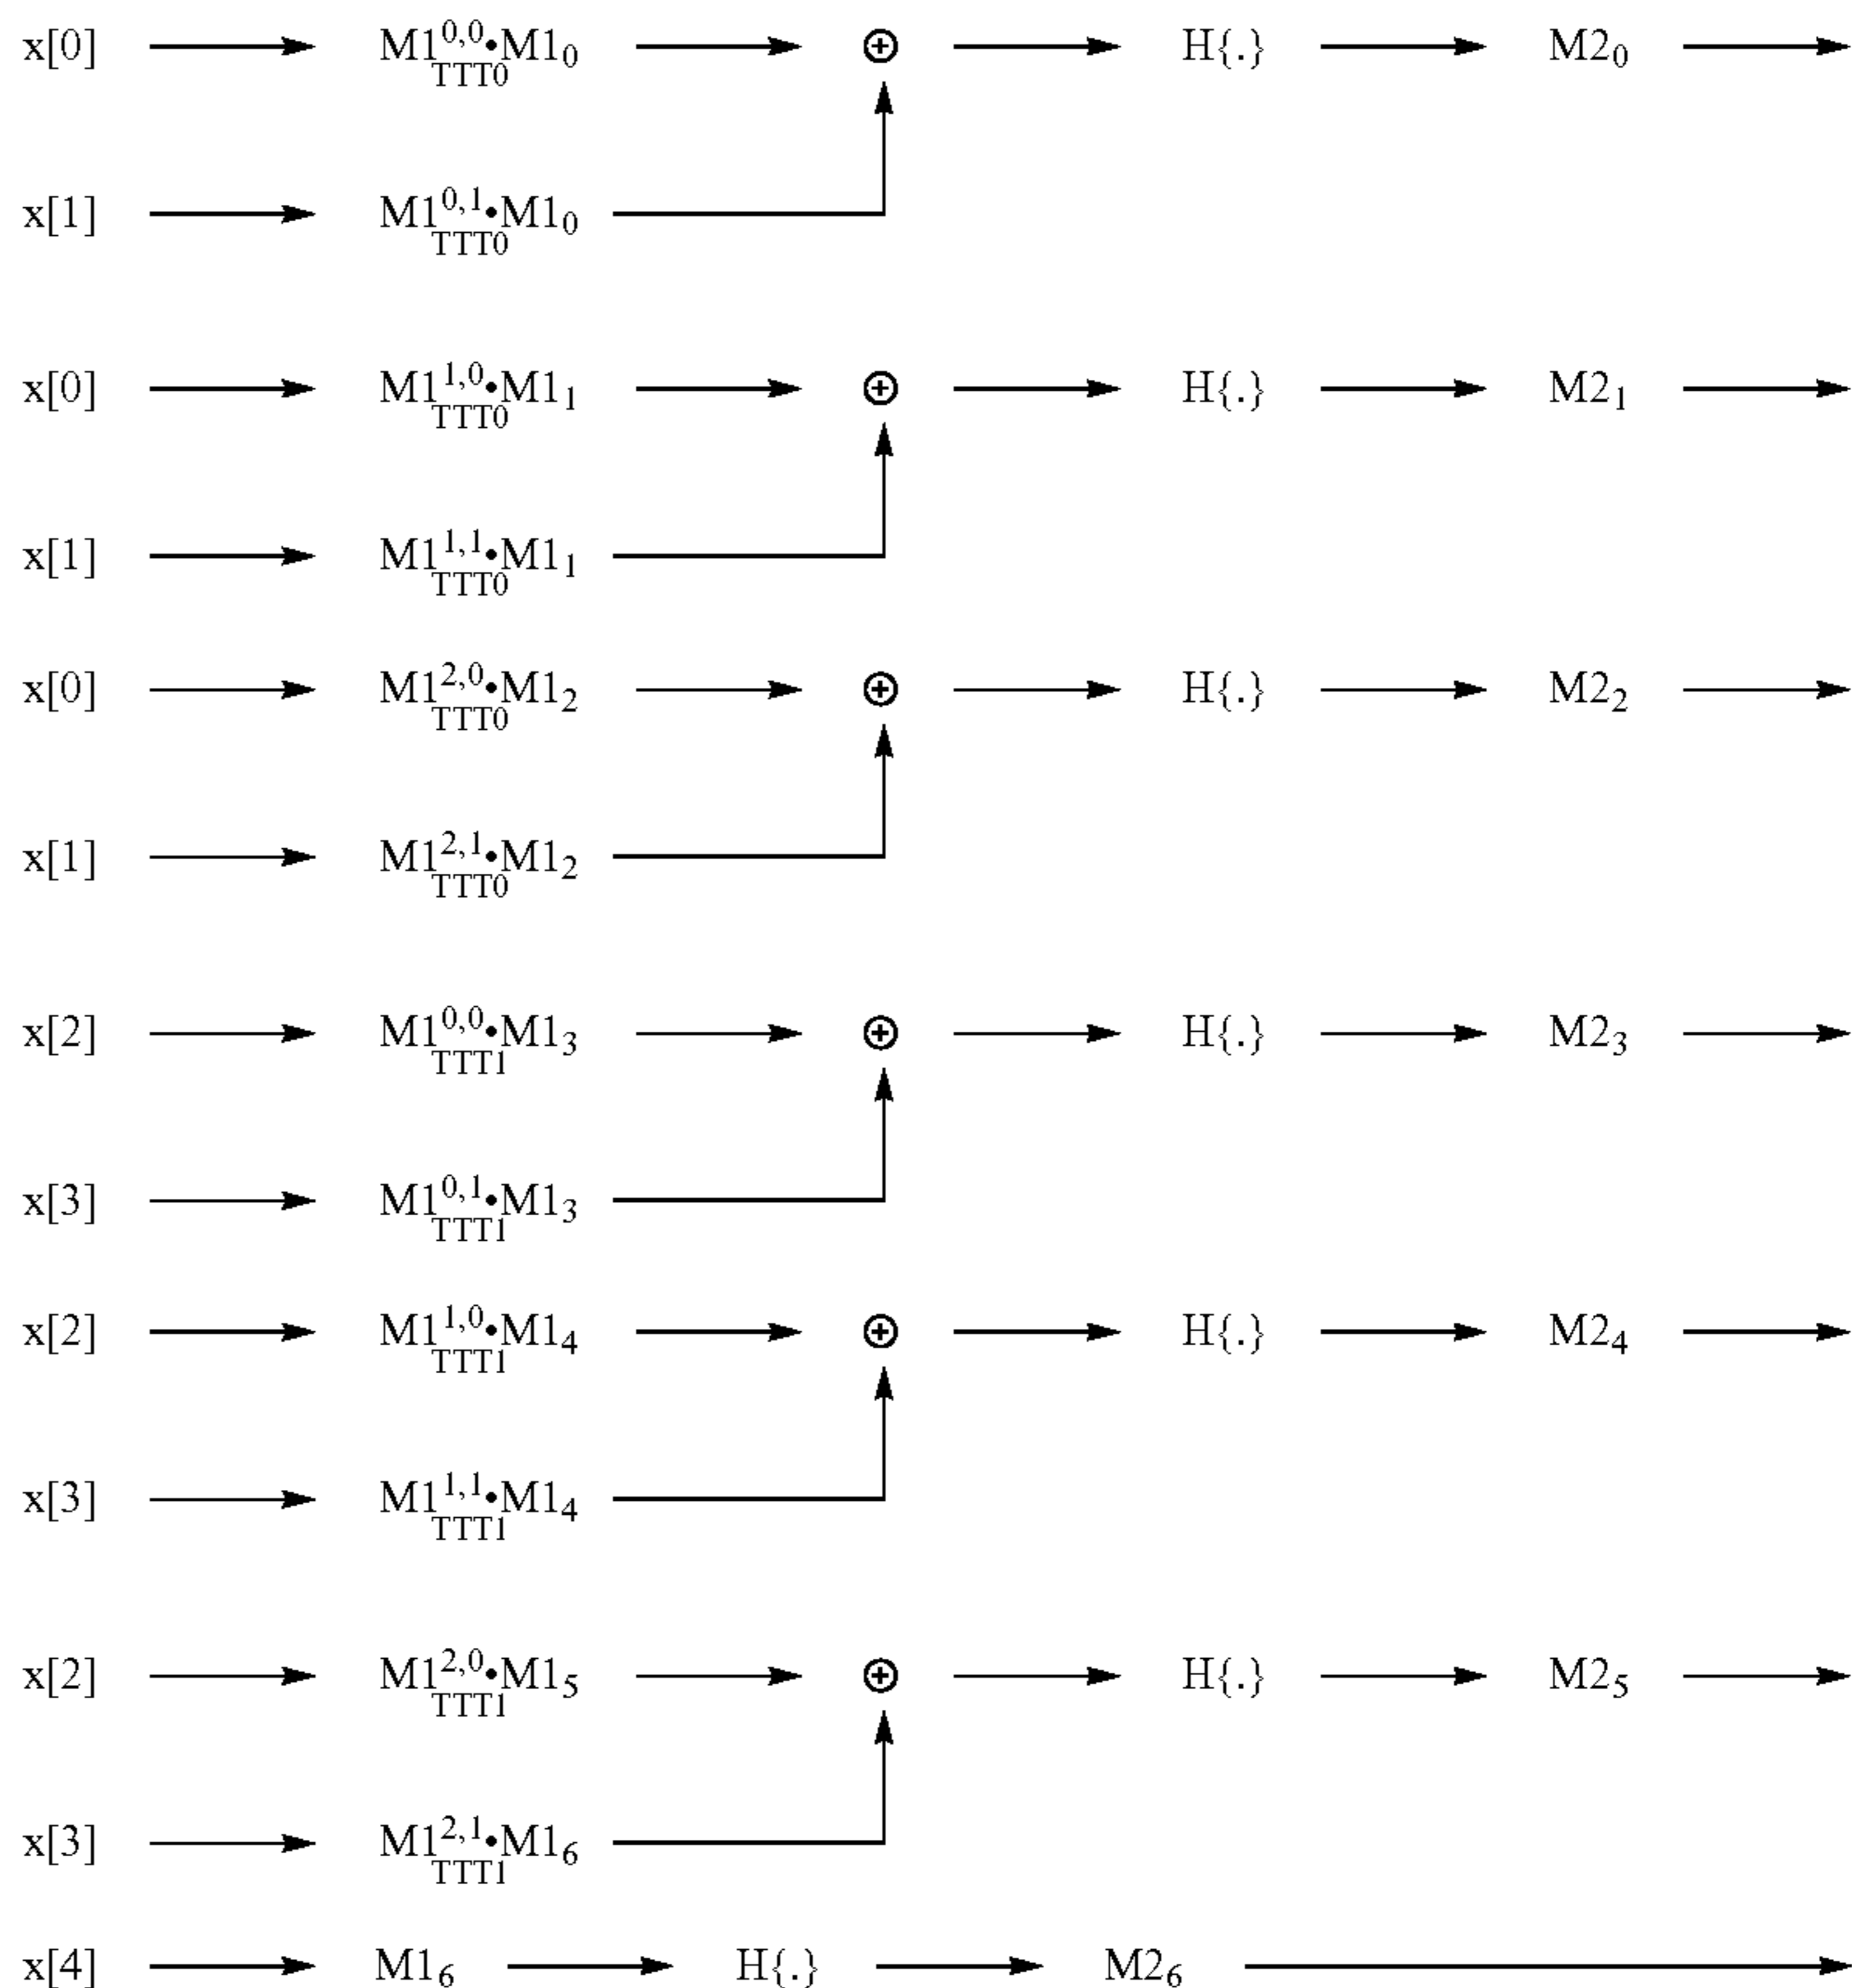 x[0] M1^{0,0}_{TTT0}•M1_0 ⊕ H{.} M2_0
x[1] M1^{0,1}_{TTT0}•M1_0
x[0] M1^{1,0}_{TTT0}•M1_1 ⊕ H{.} M2_1
x[1] M1^{1,1}_{TTT0}•M1_1
x[0] M1^{2,0}_{TTT0}•M1_2 ⊕ H{.} M2_2
x[1] M1^{2,1}_{TTT0}•M1_2
x[2] M1^{0,0}_{TTT1}•M1_3 ⊕ H{.} M2_3
x[3] M1^{0,1}_{TTT1}•M1_3
x[2] M1^{1,0}_{TTT1}•M1_4 ⊕ H{.} M2_4
x[3] M1^{1,1}_{TTT1}•M1_4
x[2] M1^{2,0}_{TTT1}•M1_5 ⊕ H{.} M2_5
x[3] M1^{2,1}_{TTT1}•M1_6
x[4] M1_6 H{.} M2_6